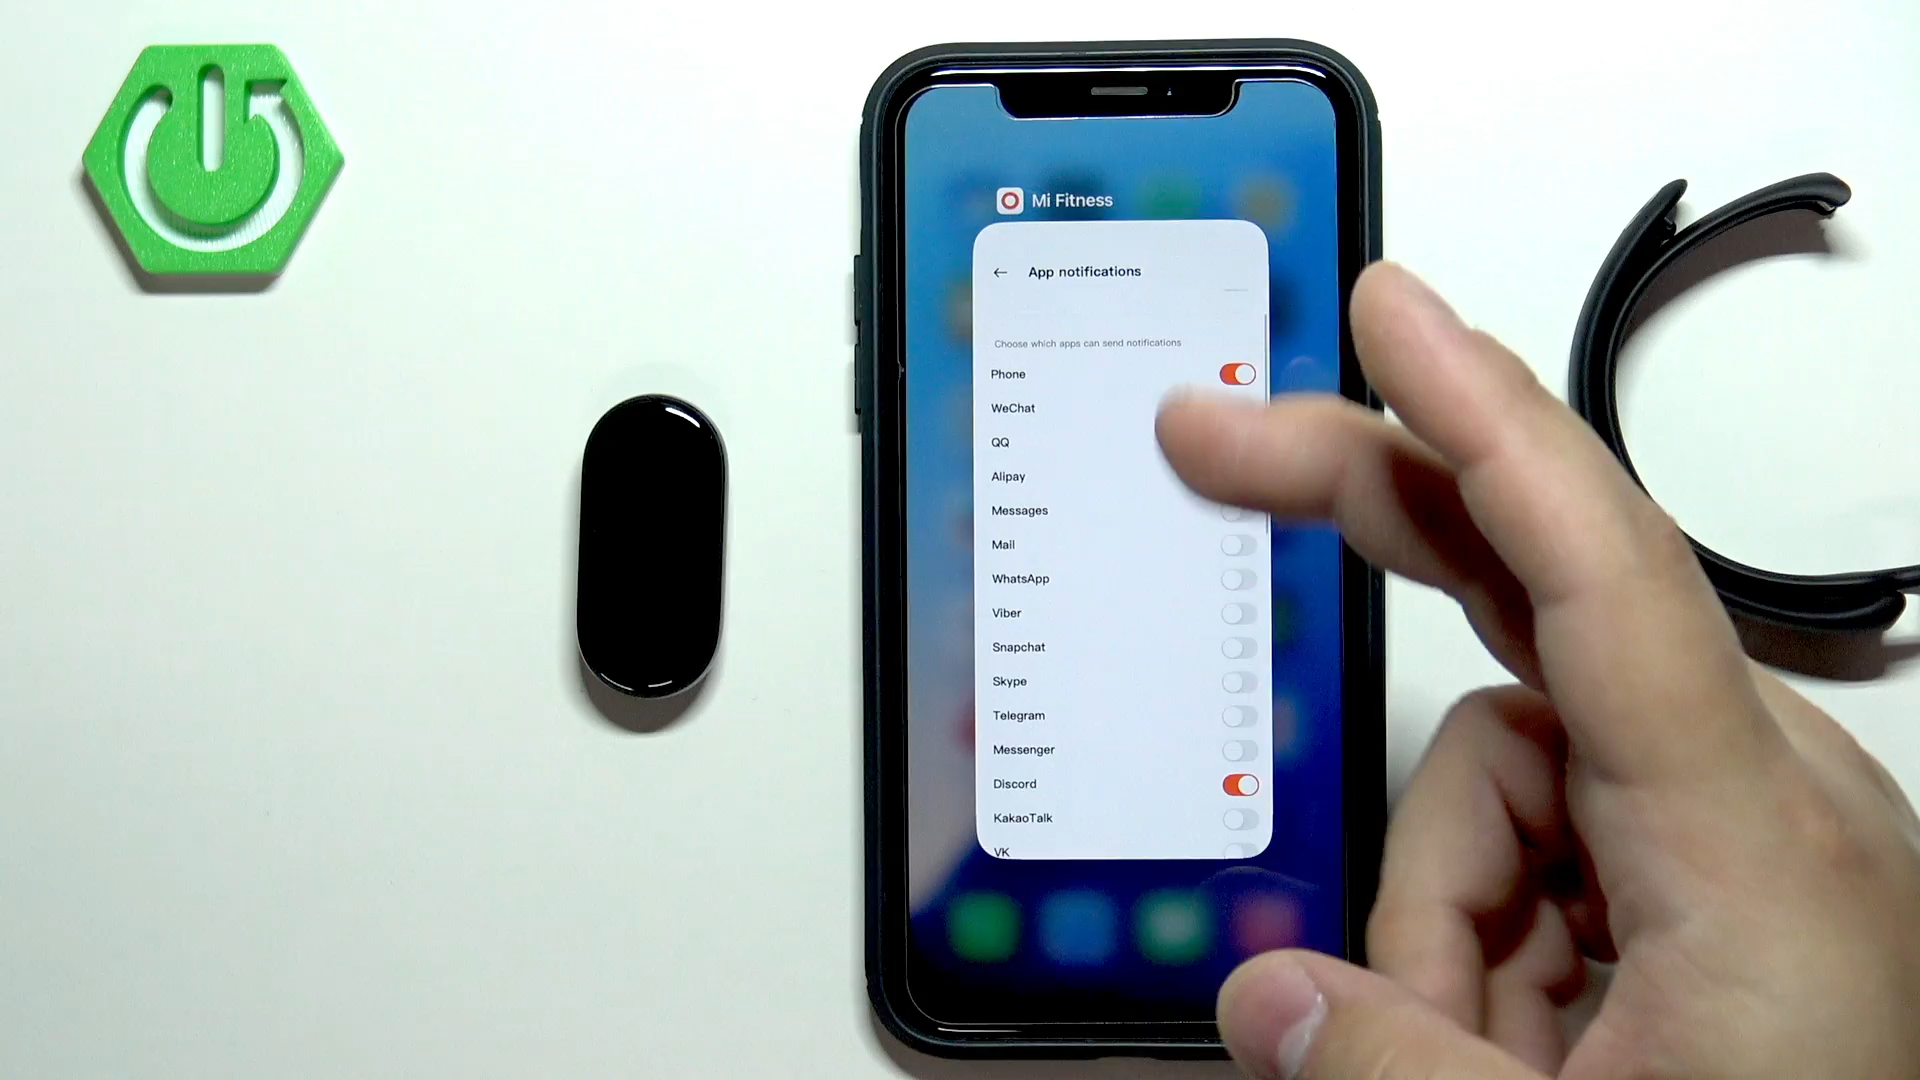 Mi Fitness
App notifications
Choose which apps can send notifications
Phone
WeChat
QQ
Alipay
Messages
Mail
WhatsApp
Viber
Snapchat
Skype
Telegram
Messenger
Discord
KakaoTalk
VK